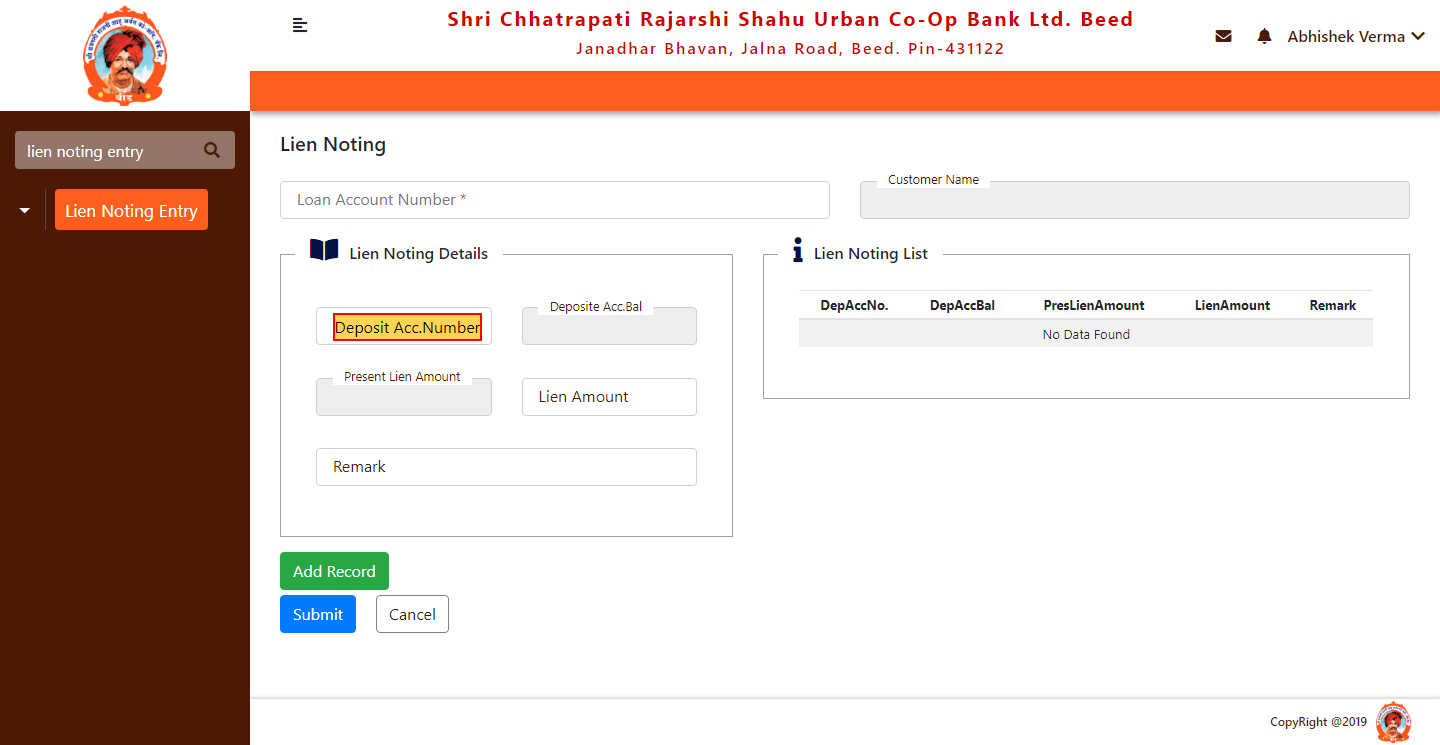 Shri Chhatrapati Rajarshi Shahu Urban Co-Op Bank Ltd. Beed
Janadhar Bhavan, Jalna Road, Beed. Pin-431122
Abhishek Verma
बीड
lien noting entry
Lien Noting Entry
Lien Noting
Loan Account Number *
Customer Name
Lien Noting Details
Deposit Acc.Number
Deposite Acc.Bal
Present Lien Amount
Lien Amount
Remark
Lien Noting List
DepAccNo. DepAccBal PresLienAmount LienAmount Remark
No Data Found
Add Record
Submit Cancel
CopyRight @2019